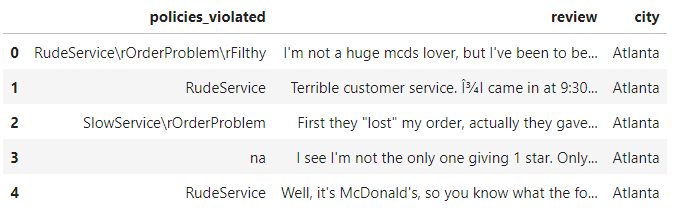 policies_violated review city
0 RudeService\rOrderProblem\rFilthy I'm not a huge mcds lover, but I've been to be... Atlanta
1 RudeService Terrible customer service. Î¾I came in at 9:30... Atlanta
2 SlowService\rOrderProblem First they "lost" my order, actually they gave... Atlanta
3 na I see I'm not the only one giving 1 star. Only... Atlanta
4 RudeService Well, it's McDonald's, so you know what the fo... Atlanta